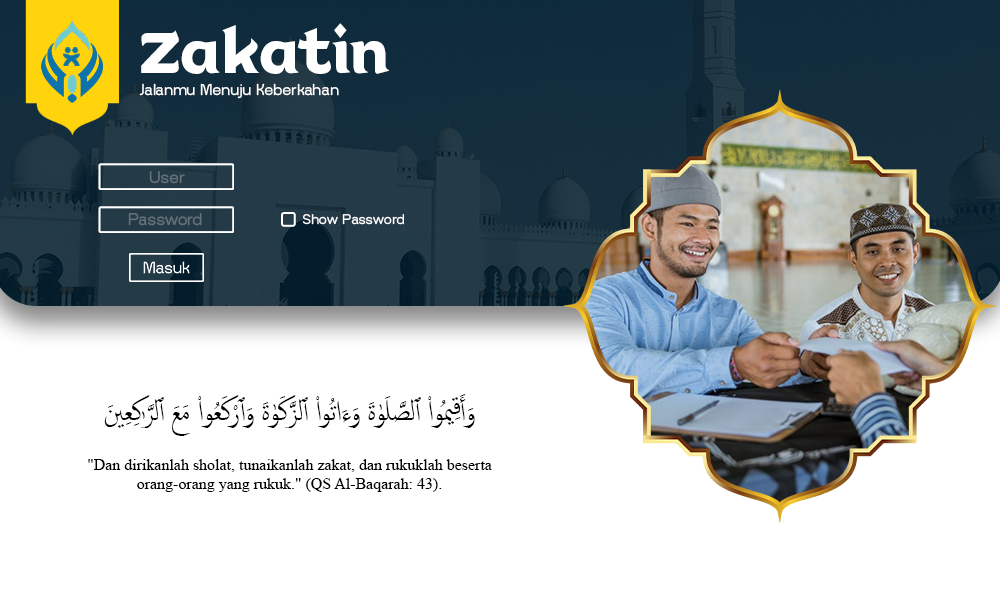 Zakatin
Jalanmu Menuju Keberkahan
User
Password
Show Password
Masuk
وَأَقِيمُوا۟ ٱلصَّلَوٰةَ وَءَاتُوا۟ ٱلزَّكَوٰةَ وَٱرْكَعُوا۟ مَعَ ٱلرَّٰكِعِينَ
"Dan dirikanlah sholat, tunaikanlah zakat, dan rukuklah beserta
orang-orang yang rukuk." (QS Al-Baqarah: 43).